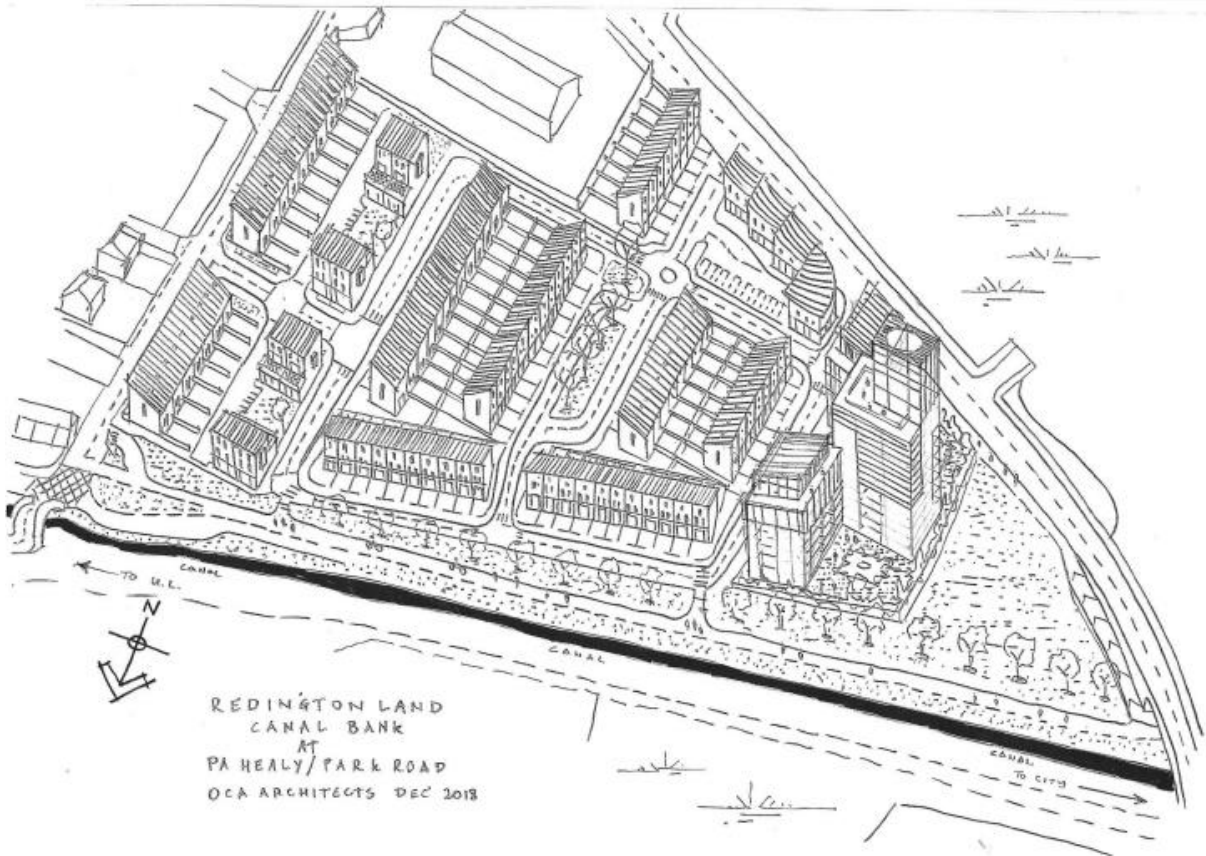 CANAL
TO U.L.
N
CANAL
REDINGTON LAND
CANAL BANK
AT
PA HEALY/PARK ROAD
OCA ARCHITECTS DEC 2018
CANAL
TO CITY